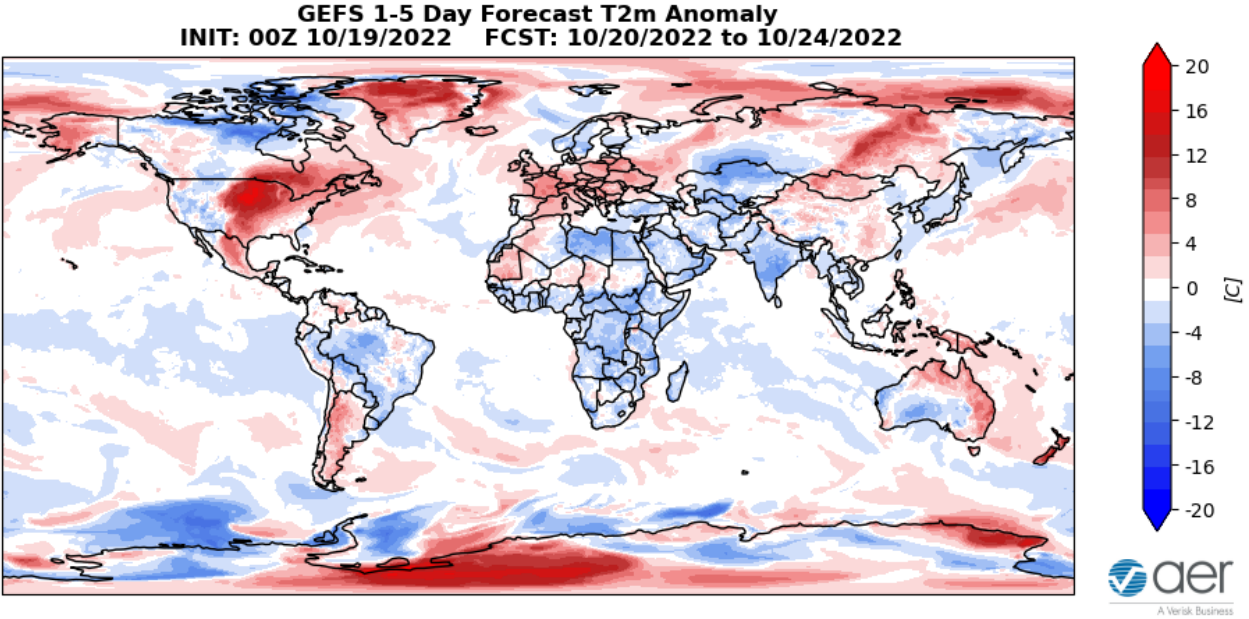 GEFS 1-5 Day Forecast T2m Anomaly
INIT: 00Z 10/19/2022 FCST: 10/20/2022 to 10/24/2022
20
16
12
8
4
0
-4
-8
-12
-16
-20
[C]
aer
A Verisk Business